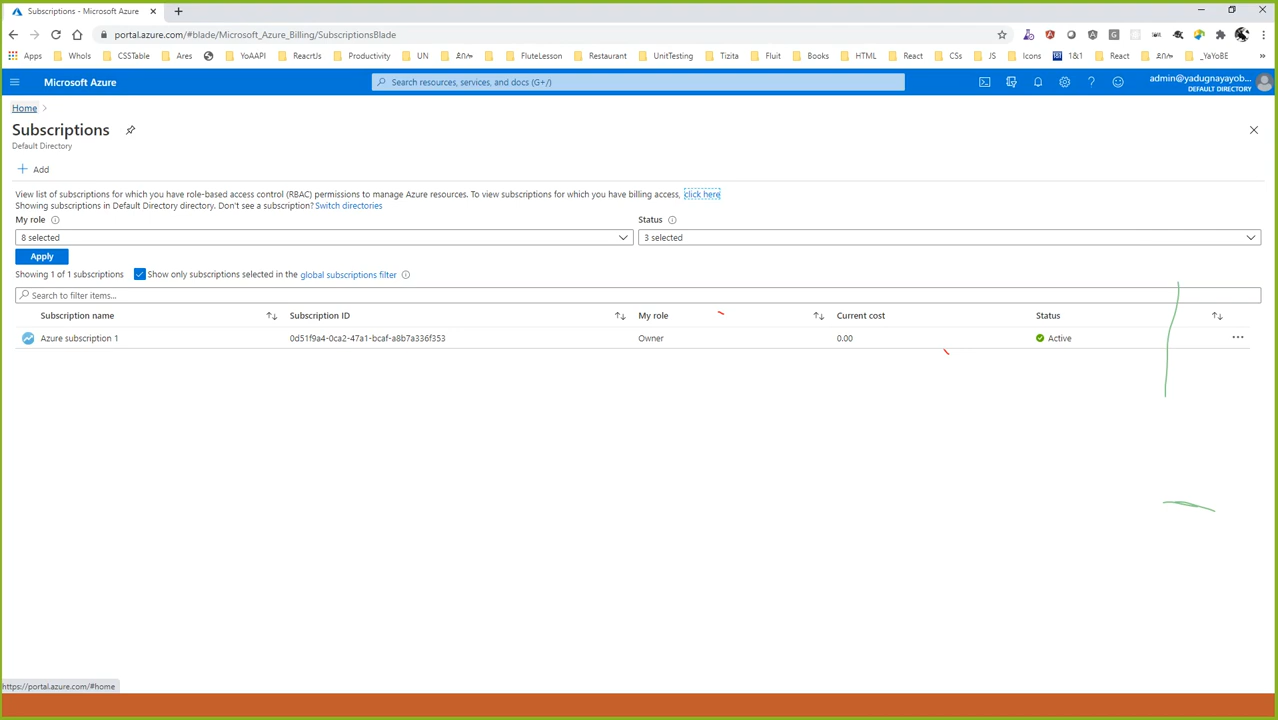 Subscriptions - Microsoft Azure
portal.azure.com/#blade/Microsoft_Azure_Billing/SubscriptionsBlade
Apps WhoIs CSSTable Ares YoAAPI ReactJs Productivity UN FluteLesson Restaurant UnitTesting Tizita Fluit Books HTML React CSs JS Icons 1&1 React _YaYoBE
Microsoft Azure
Search resources, services, and docs (G+/)
admin@yadugnayayob...
DEFAULT DIRECTORY
Home
Subscriptions
Default Directory
Add
View list of subscriptions for which you have role-based access control (RBAC) permissions to manage Azure resources. To view subscriptions for which you have billing access, click here
Showing subscriptions in Default Directory directory. Don't see a subscription? Switch directories
My role Status
8 selected 3 selected
Apply
Showing 1 of 1 subscriptions Show only subscriptions selected in the global subscriptions filter
Search to filter items...
Subscription name Subscription ID My role Current cost Status
Azure subscription 1 0d51f9a4-0ca2-47a1-bcaf-a8b7a336f353 Owner 0.00 Active
https://portal.azure.com/#home